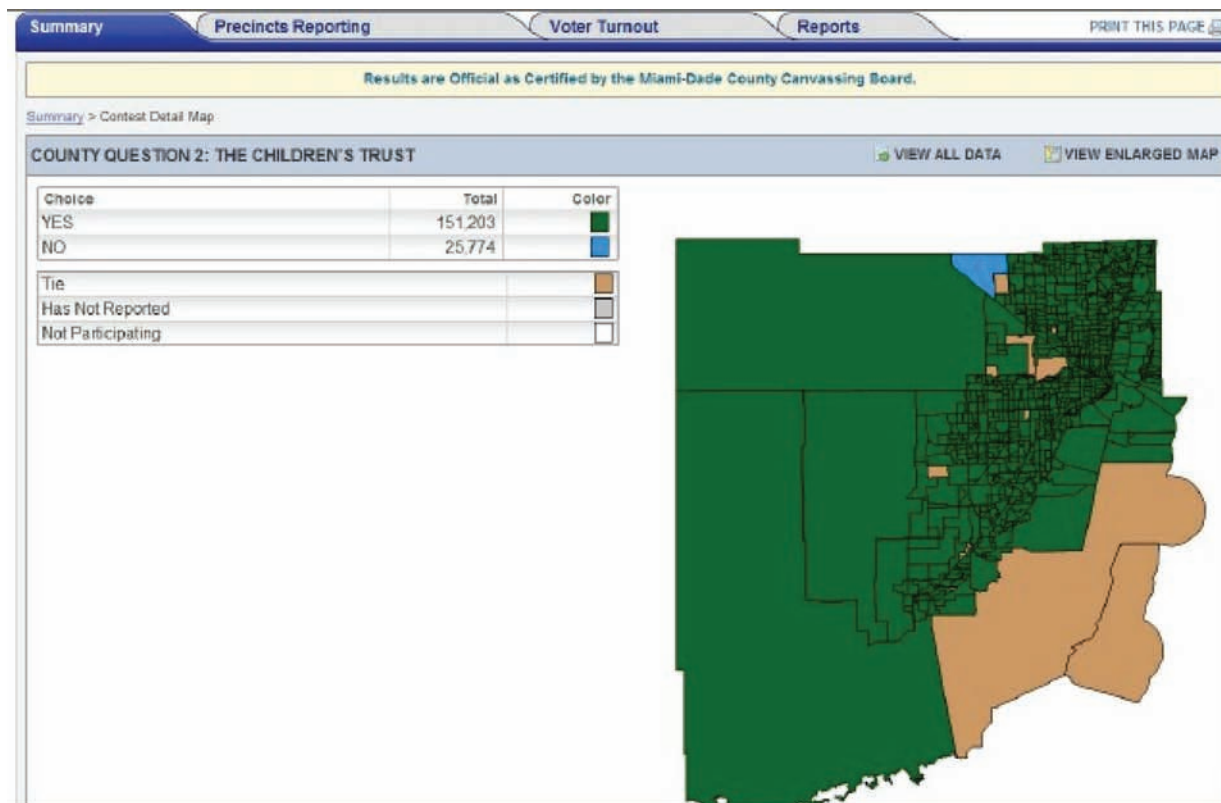 Summary Precincts Reporting Voter Turnout Reports PRINT THIS PAGE
Results are Official as Certified by the Miami-Dade County Canvassing Board.
Summary > Contest Detail Map
COUNTY QUESTION 2: THE CHILDREN'S TRUST VIEW ALL DATA VIEW ENLARGED MAP
Choice Total Color
YES 151,203
NO 25,774
Tie
Has Not Reported
Not Participating